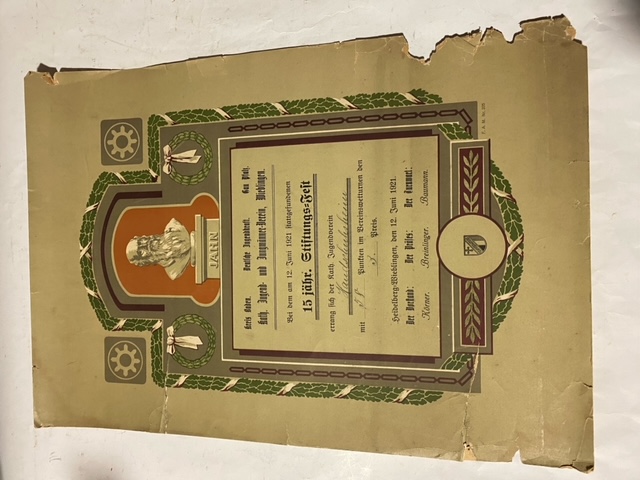 JAHN
Kreis Baden. Deutsche Jugendkraft. Gau Pfalz.
Kath. Jugend- und Jungmänner-Verein, Wieblingen.
Bei dem am 12. Juni 1921 stattgefundenen
15 jähr. Stiftungs-Fest
errang sich der Kath. Jugendverein
mit Punkten im Vereinswetturnen den
Preis.
Heidelberg-Wieblingen, den 12. Juni 1921.
Der Vorstand: Der Präses: Der Turnwart:
Körner. Breitinger. Baumann.